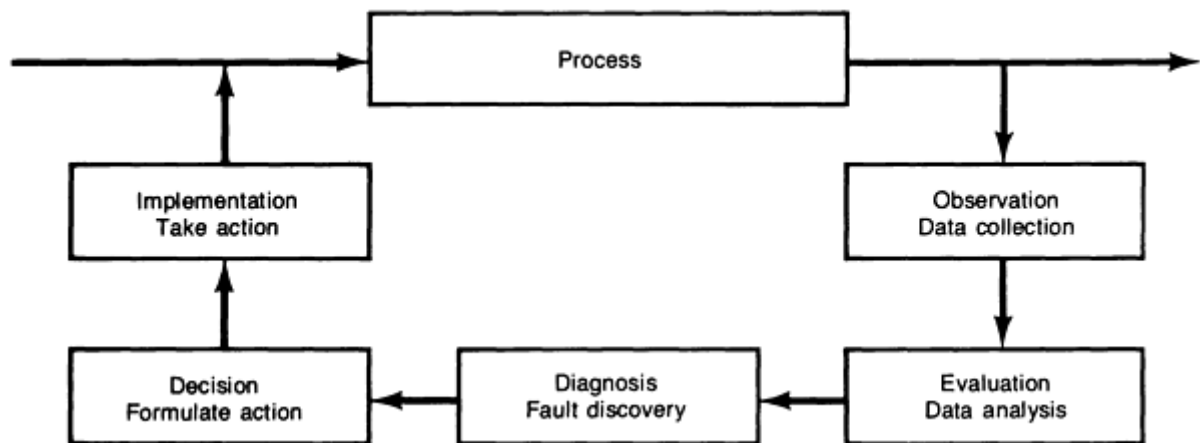 Process
Implementation
Take action
Observation
Data collection
Decision
Formulate action
Diagnosis
Fault discovery
Evaluation
Data analysis